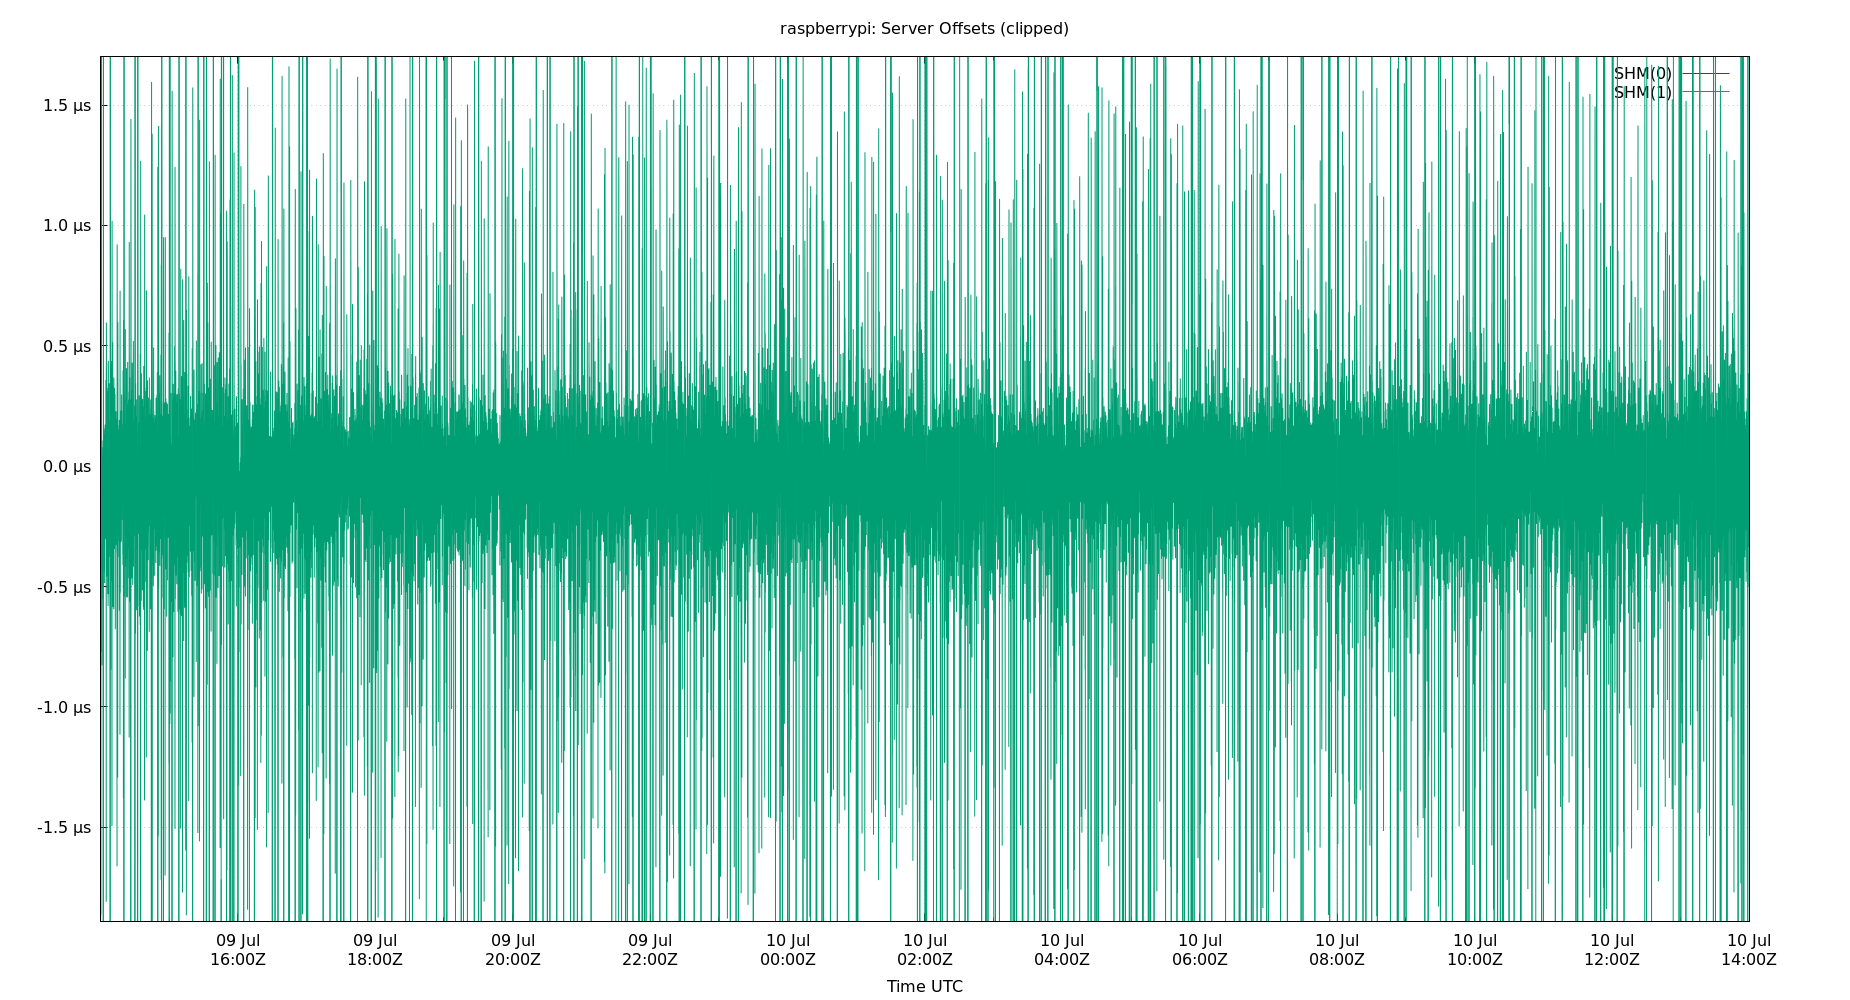 raspberrypi: Server Offsets (clipped)
SHM(0)
SHM(1)
1.5 µs
1.0 µs
0.5 µs
0.0 µs
-0.5 µs
-1.0 µs
-1.5 µs
09 Jul 09 Jul 09 Jul 09 Jul 10 Jul 10 Jul 10 Jul 10 Jul 10 Jul 10 Jul 10 Jul 10 Jul
16:00Z 18:00Z 20:00Z 22:00Z 00:00Z 02:00Z 04:00Z 06:00Z 08:00Z 10:00Z 12:00Z 14:00Z
Time UTC